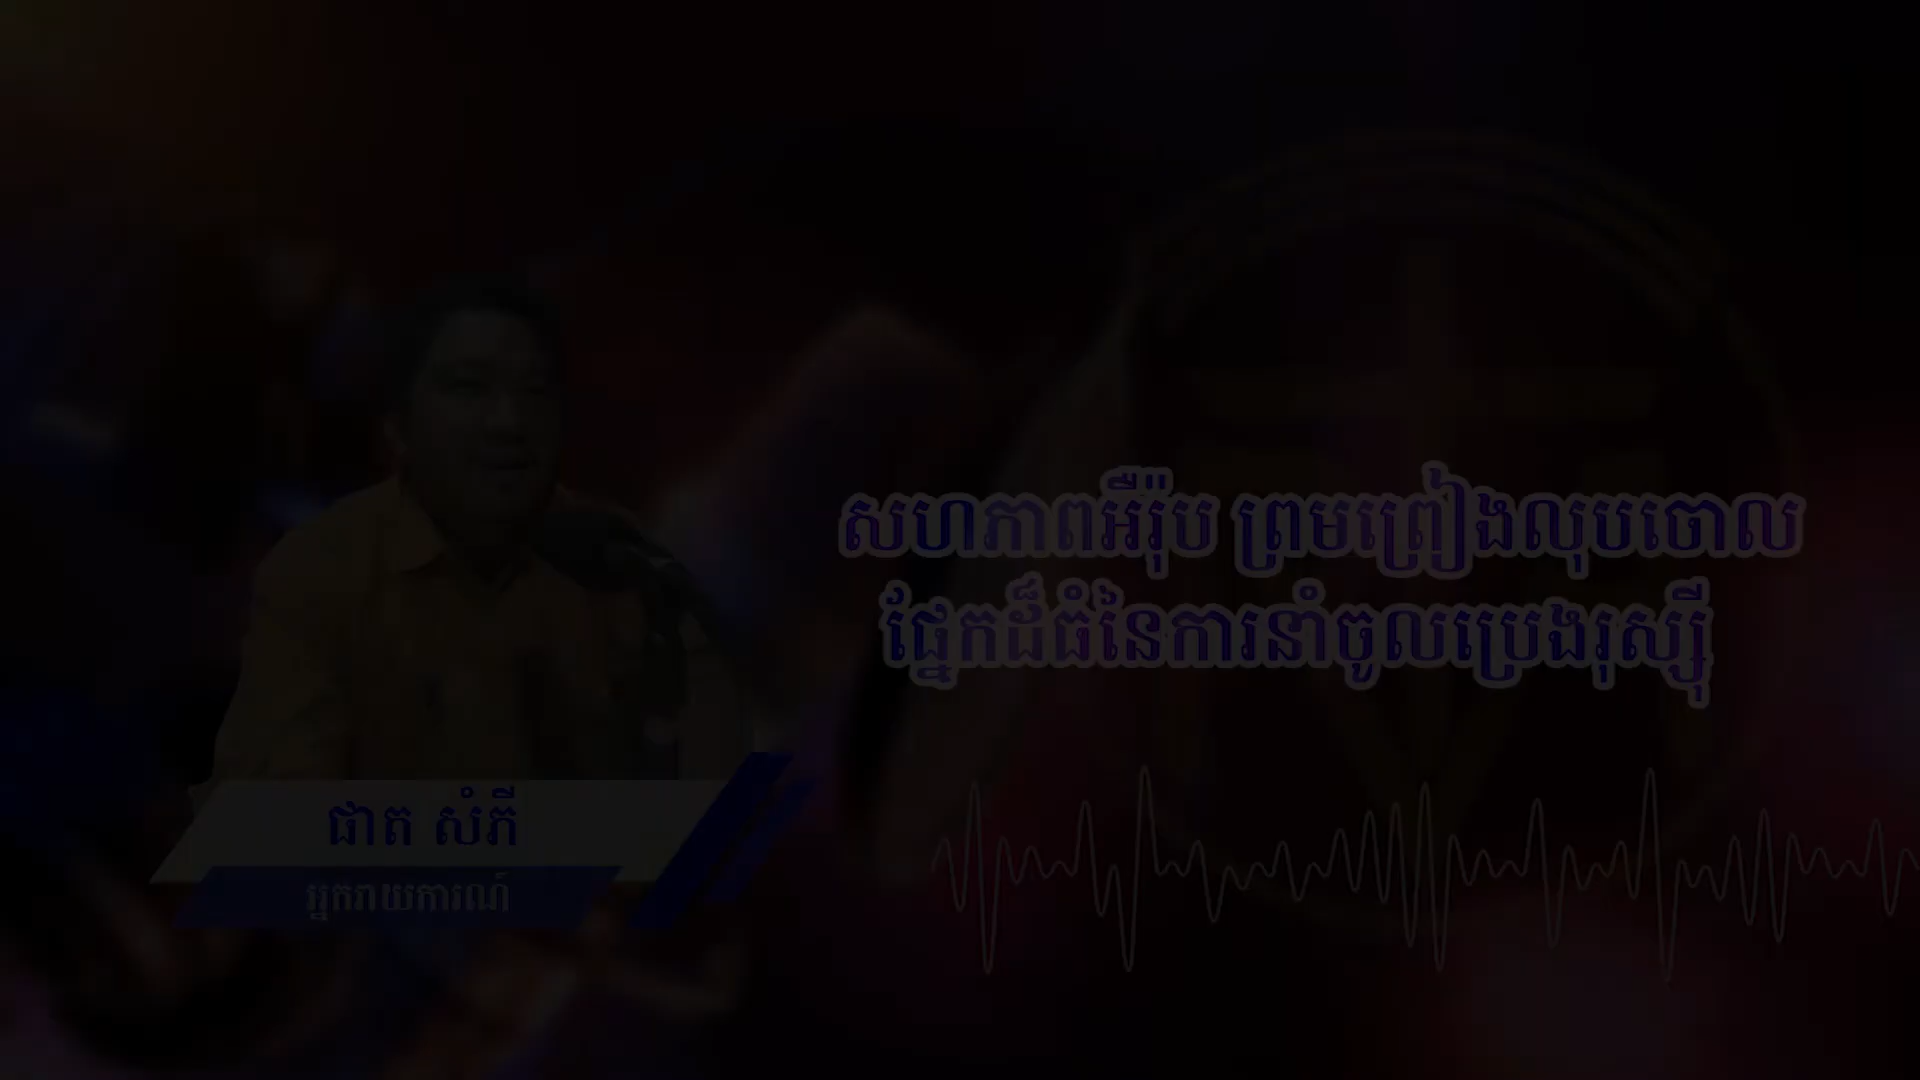 សហភាពអឺរ៉ុប ព្រមព្រៀងលុបចោល
ផ្នែកដ៏ធំនៃការនាំចូលប្រេងរុស្ស៊ី
ផាត សំភី
អ្នករាយការណ៍